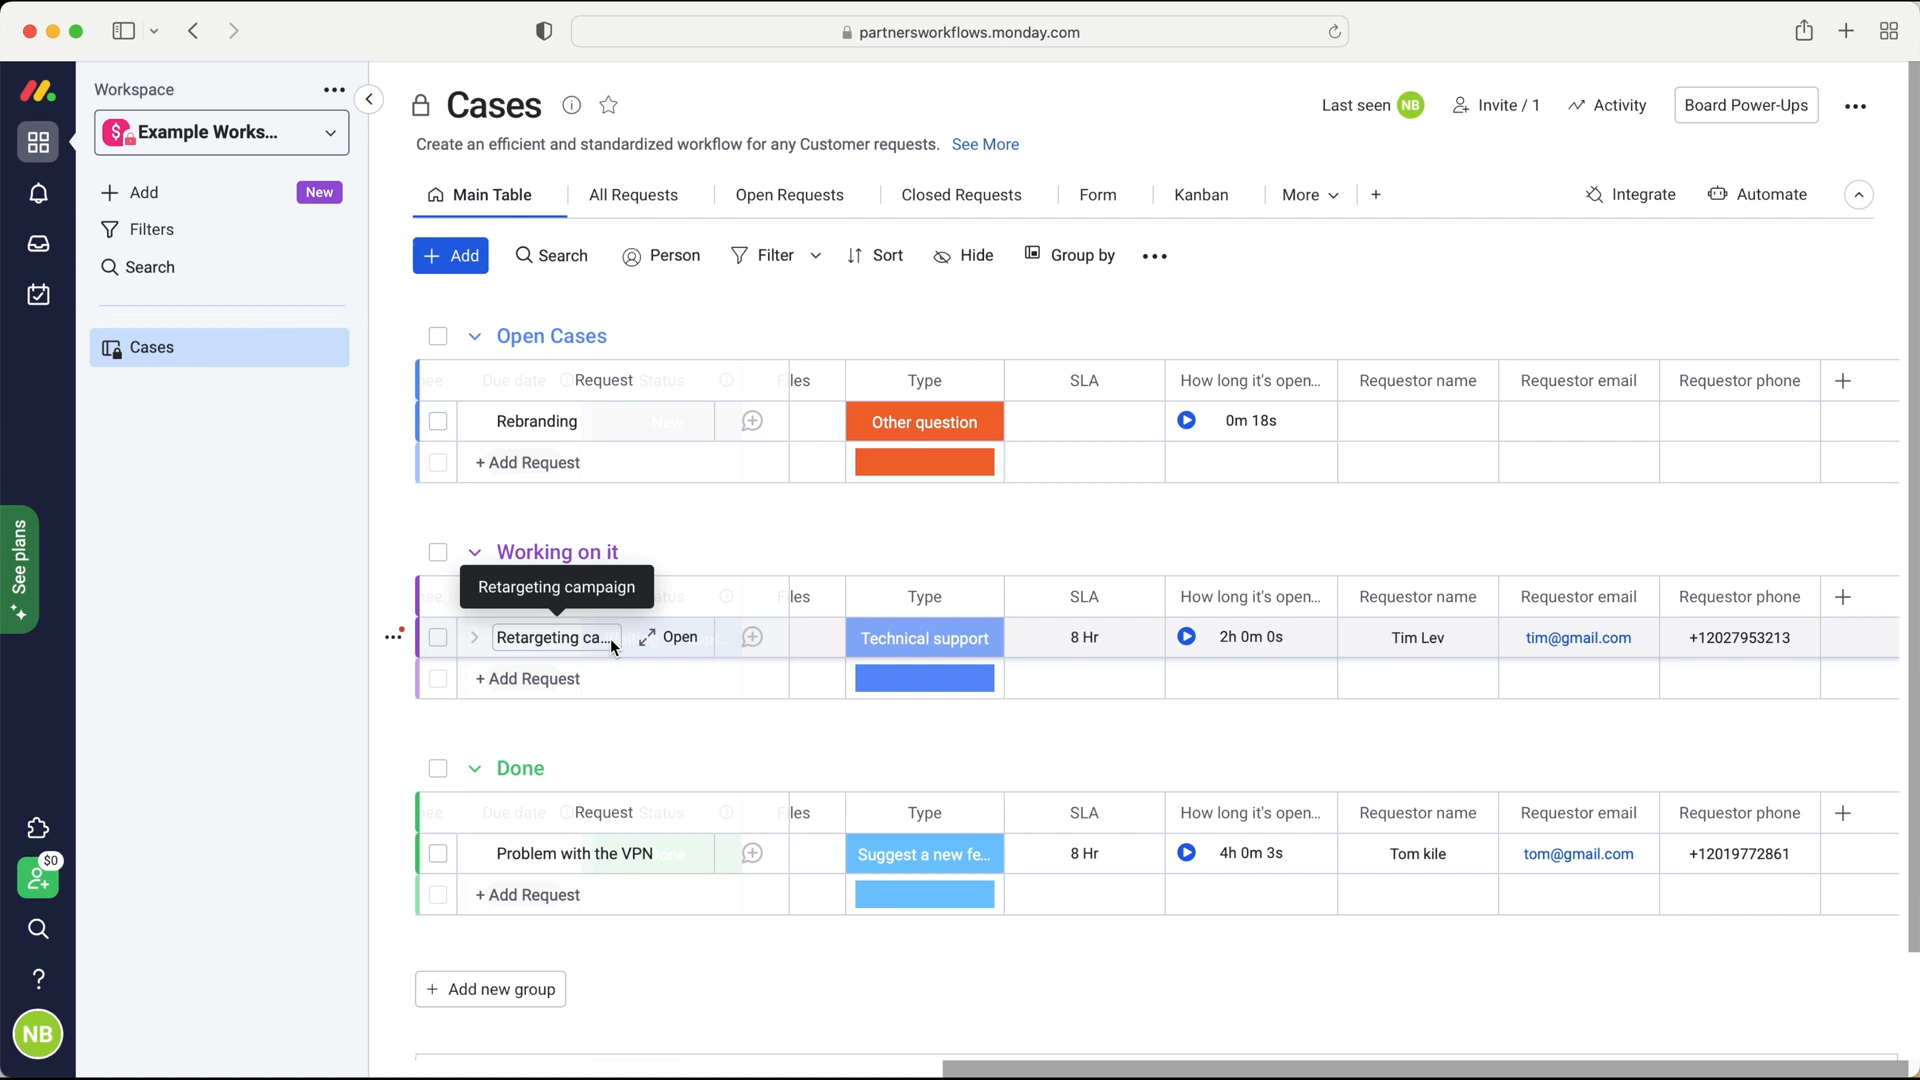 partnersworkflows.monday.com
Workspace
Example Works...
Add
New
Filters
Search
Cases
See plans
$0
?
NB
Cases
Last seen NB
Invite / 1
Activity
Board Power-Ups
Create an efficient and standardized workflow for any Customer requests. See More
Main Table
All Requests
Open Requests
Closed Requests
Form
Kanban
More
+
Integrate
Automate
+ Add
Search
Person
Filter
Sort
Hide
Group by
Open Cases
nee Due date Request Status Files Type SLA How long it's open... Requestor name Requestor email Requestor phone +
Rebranding New Other question 0m 18s
+ Add Request
Working on it
Retargeting campaign
nee Files Type SLA How long it's open... Requestor name Requestor email Requestor phone +
Retargeting ca... Open Technical support 8 Hr 2h 0m 0s Tim Lev tim@gmail.com +12027953213
+ Add Request
Done
nee Due date Request Status Files Type SLA How long it's open... Requestor name Requestor email Requestor phone +
Problem with the VPN Done Suggest a new fe... 8 Hr 4h 0m 3s Tom kile tom@gmail.com +12019772861
+ Add Request
+ Add new group